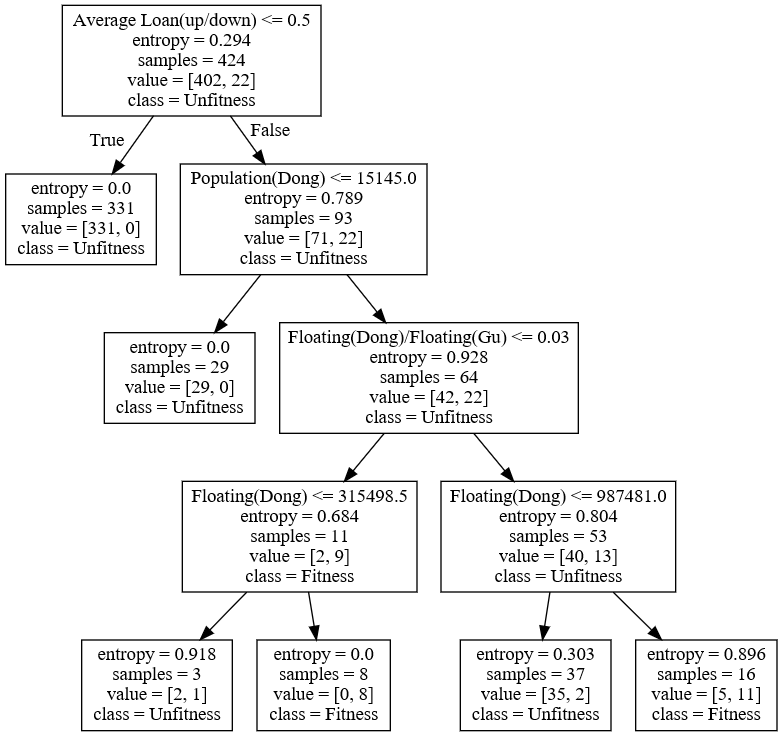 Average Loan(up/down) <= 0.5
entropy = 0.294
samples = 424
value = [402, 22]
class = Unfitness
True
False
entropy = 0.0
samples = 331
value = [331, 0]
class = Unfitness
Population(Dong) <= 15145.0
entropy = 0.789
samples = 93
value = [71, 22]
class = Unfitness
entropy = 0.0
samples = 29
value = [29, 0]
class = Unfitness
Floating(Dong)/Floating(Gu) <= 0.03
entropy = 0.928
samples = 64
value = [42, 22]
class = Unfitness
Floating(Dong) <= 315498.5
entropy = 0.684
samples = 11
value = [2, 9]
class = Fitness
Floating(Dong) <= 987481.0
entropy = 0.804
samples = 53
value = [40, 13]
class = Unfitness
entropy = 0.918
samples = 3
value = [2, 1]
class = Unfitness
entropy = 0.0
samples = 8
value = [0, 8]
class = Fitness
entropy = 0.303
samples = 37
value = [35, 2]
class = Unfitness
entropy = 0.896
samples = 16
value = [5, 11]
class = Fitness